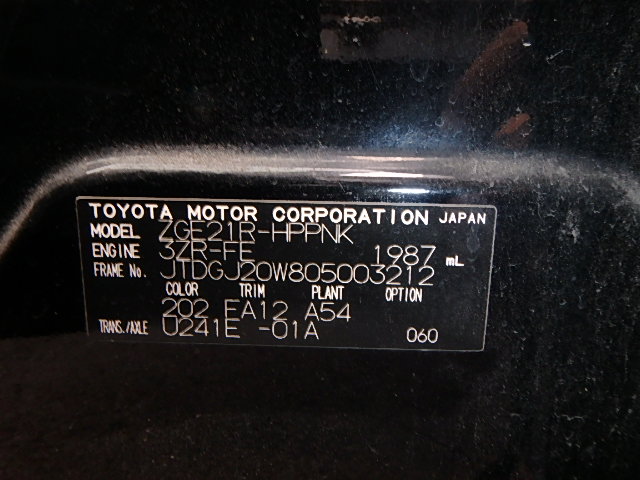 TOYOTA MOTOR CORPORATION JAPAN
MODEL ZGE21R-HPPNK
ENGINE 3ZR-FE 1987 mL
FRAME No. JTDGJ20W805003212
COLOR TRIM PLANT OPTION
202 EA12 A54
TRANS./AXLE U241E -01A 060